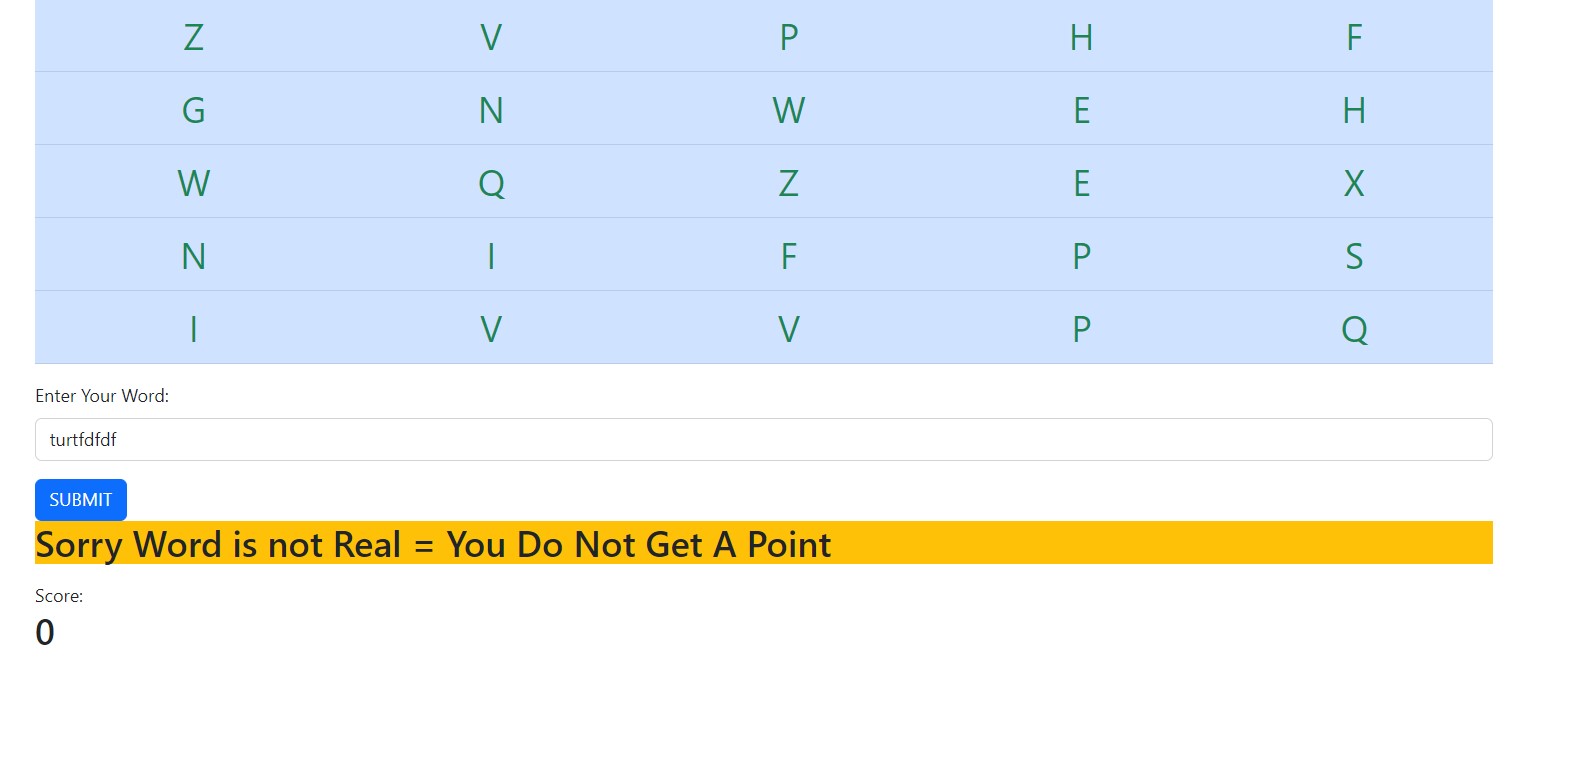 Z V P H F
G N W E H
W Q Z E X
N I F P S
I V V P Q
Enter Your Word:
turtfdfdf
SUBMIT
Sorry Word is not Real = You Do Not Get A Point
Score:
0